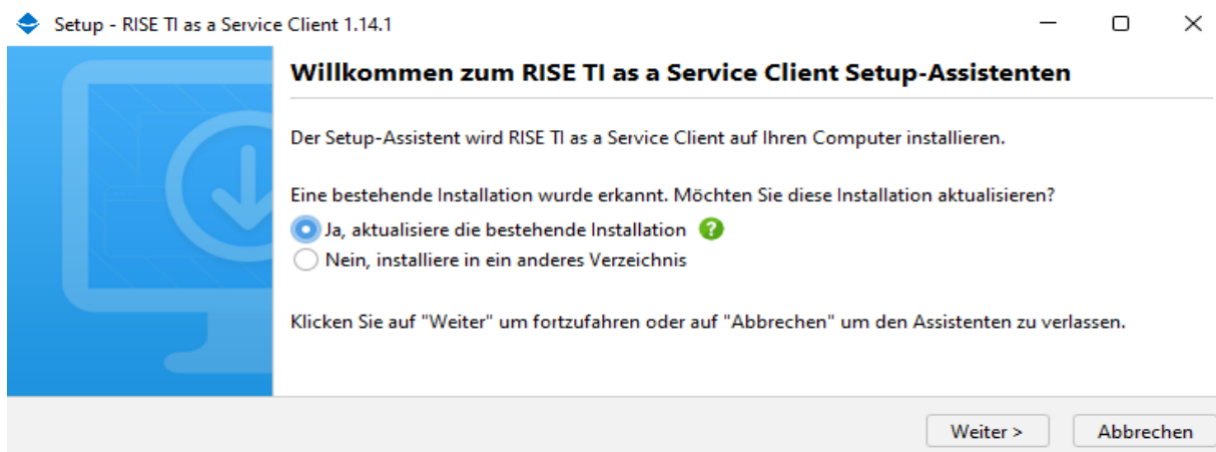 Setup - RISE TI as a Service Client 1.14.1
Willkommen zum RISE TI as a Service Client Setup-Assistenten
Der Setup-Assistent wird RISE TI as a Service Client auf Ihren Computer installieren.
Eine bestehende Installation wurde erkannt. Möchten Sie diese Installation aktualisieren?
Ja, aktualisiere die bestehende Installation ?
Nein, installiere in ein anderes Verzeichnis
Klicken Sie auf "Weiter" um fortzufahren oder auf "Abbrechen" um den Assistenten zu verlassen.
Weiter > Abbrechen